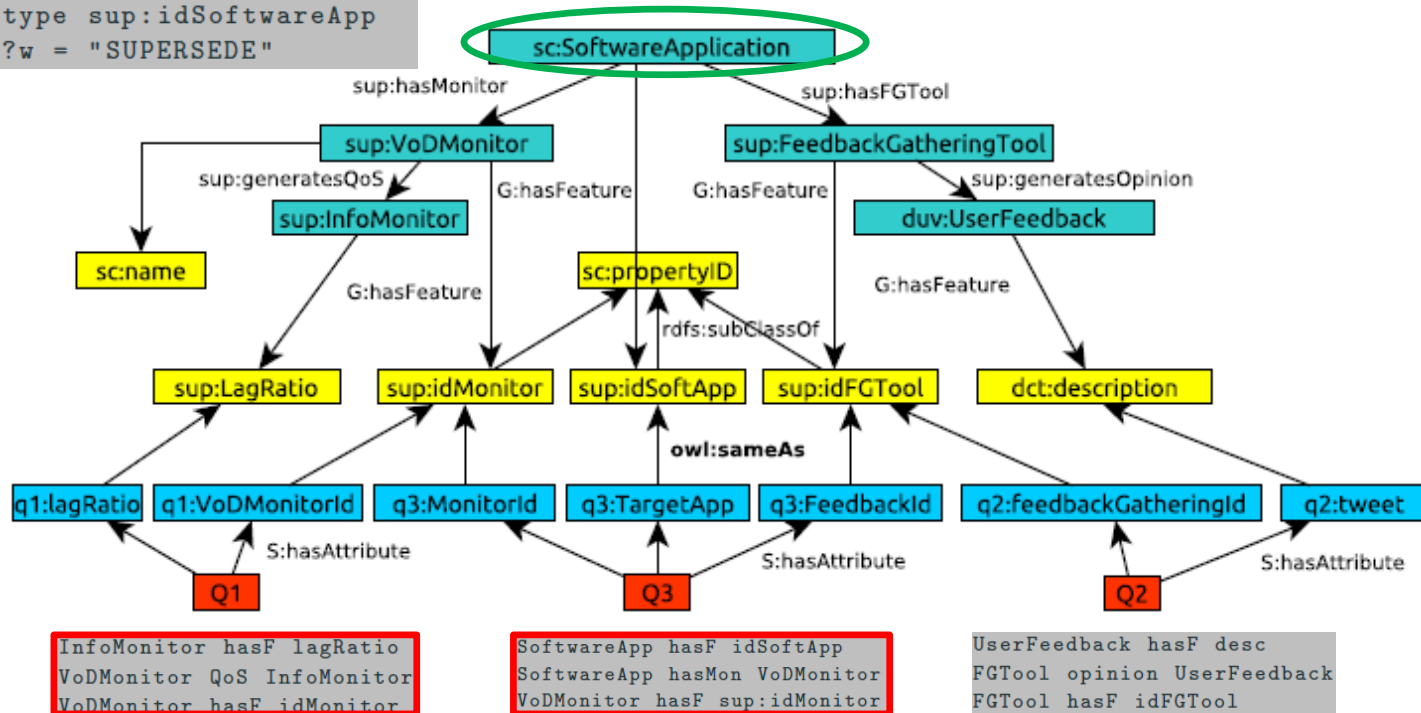 type sup:idSoftwareApp
?w = "SUPERSEDE"
sc:SoftwareApplication
sup:hasMonitor
sup:hasFGTool
sup:VoDMonitor
sup:FeedbackGatheringTool
sup:generatesQoS
G:hasFeature
G:hasFeature
sup:generatesOpinion
sup:InfoMonitor
duv:UserFeedback
sc:name
sc:propertyID
G:hasFeature
G:hasFeature
rdfs:subClassOf
sup:LagRatio
sup:idMonitor
sup:idSoftApp
sup:idFGTool
dct:description
owl:sameAs
q1:lagRatio
q1:VoDMonitorId
q3:MonitorId
q3:TargetApp
q3:FeedbackId
q2:feedbackGatheringId
q2:tweet
S:hasAttribute
S:hasAttribute
S:hasAttribute
Q1
Q3
Q2
InfoMonitor hasF lagRatio
VoDMonitor QoS InfoMonitor
VoDMonitor hasF idMonitor
SoftwareApp hasF idSoftApp
SoftwareApp hasMon VoDMonitor
VoDMonitor hasF sup:idMonitor
UserFeedback hasF desc
FGTool opinion UserFeedback
FGTool hasF idFGTool